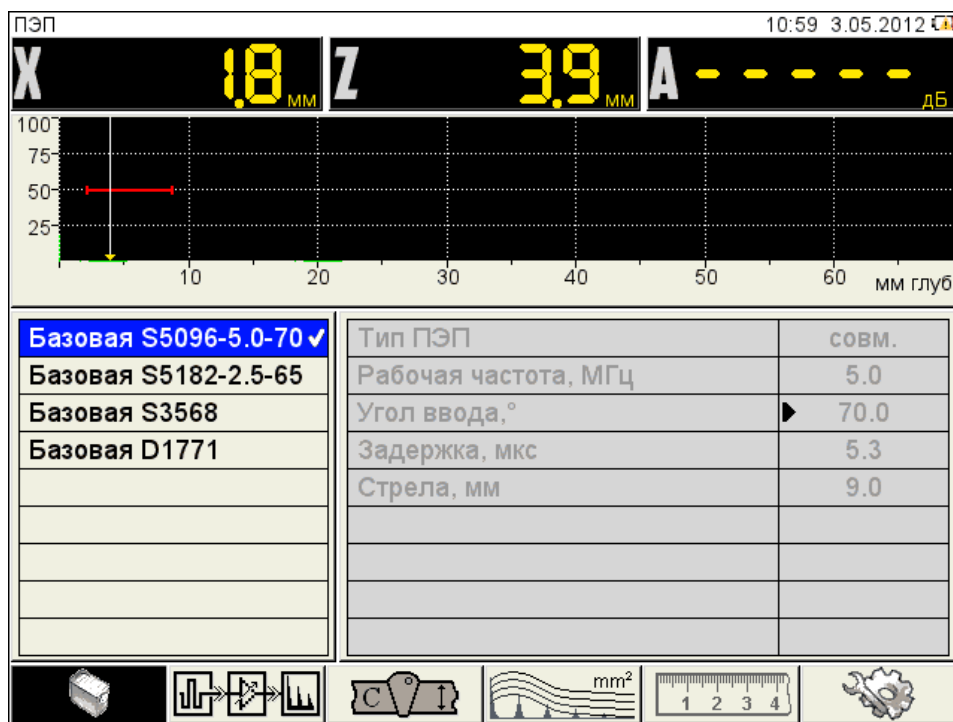 ПЭП 10:59 3.05.2012
X 1.8 мм Z 3.9 мм A - - - - - дБ
100
75
50
25
10 20 30 40 50 60 мм глуб
Базовая S5096-5.0-70 ✓ Тип ПЭП совм.
Базовая S5182-2.5-65 Рабочая частота, МГц 5.0
Базовая S3568 Угол ввода,° 70.0
Базовая D1771 Задержка, мкс 5.3
Стрела, мм 9.0
C mm² 1 2 3 4